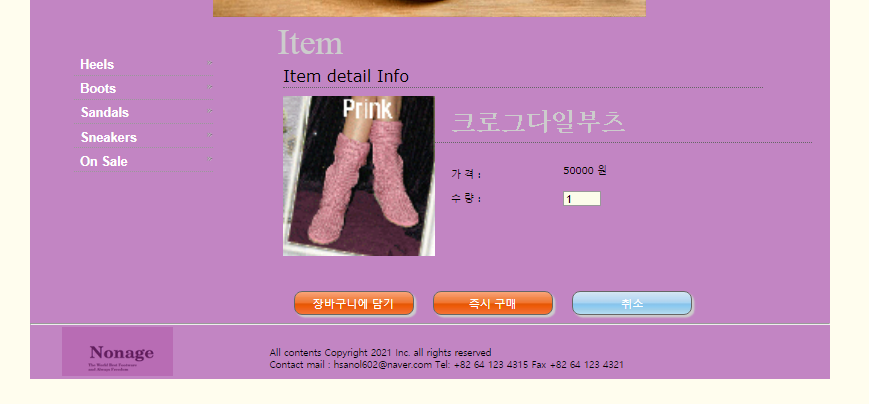 Heels
Boots
Sandals
Sneakers
On Sale
Item
Item detail Info
Prink
크로그다일부츠
가 격 : 50000 원
수 량 : 1
장바구니에 담기 즉시 구매 취소
Nonage
The World Best Footwear
and Always Freedom
All contents Copyright 2021 Inc. all rights reserved
Contact mail : hsanol602@naver.com Tel: +82 64 123 4315 Fax +82 64 123 4321